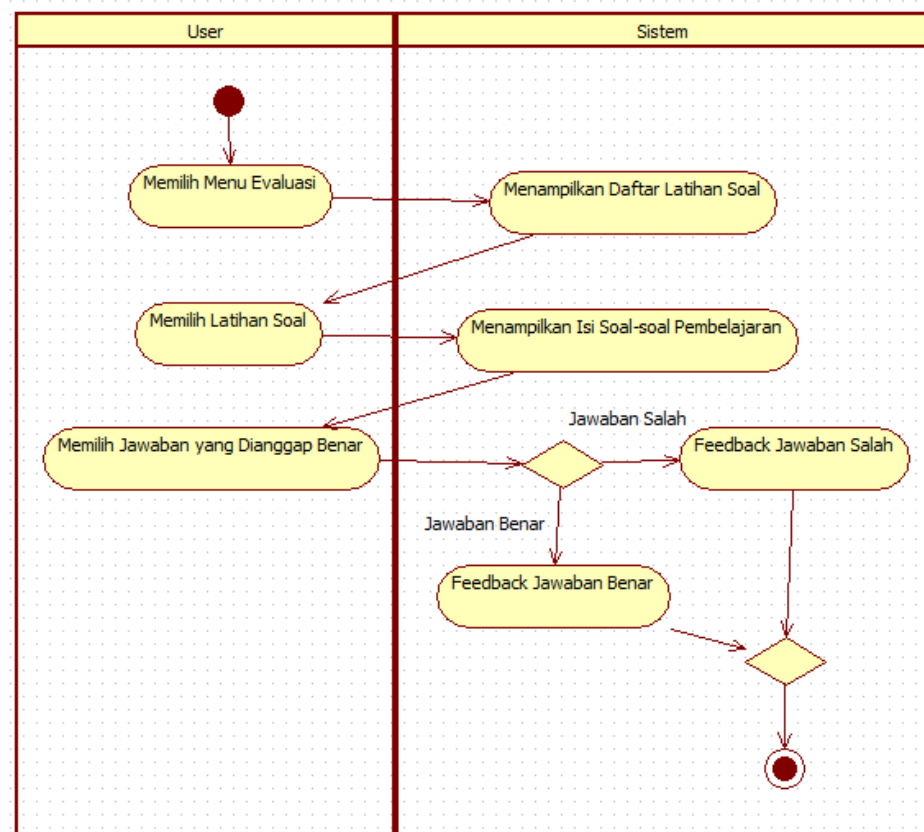 User
Sistem
Memilih Menu Evaluasi
Menampilkan Daftar Latihan Soal
Memilih Latihan Soal
Menampilkan Isi Soal-soal Pembelajaran
Jawaban Salah
Memilih Jawaban yang Dianggap Benar
Feedback Jawaban Salah
Jawaban Benar
Feedback Jawaban Benar